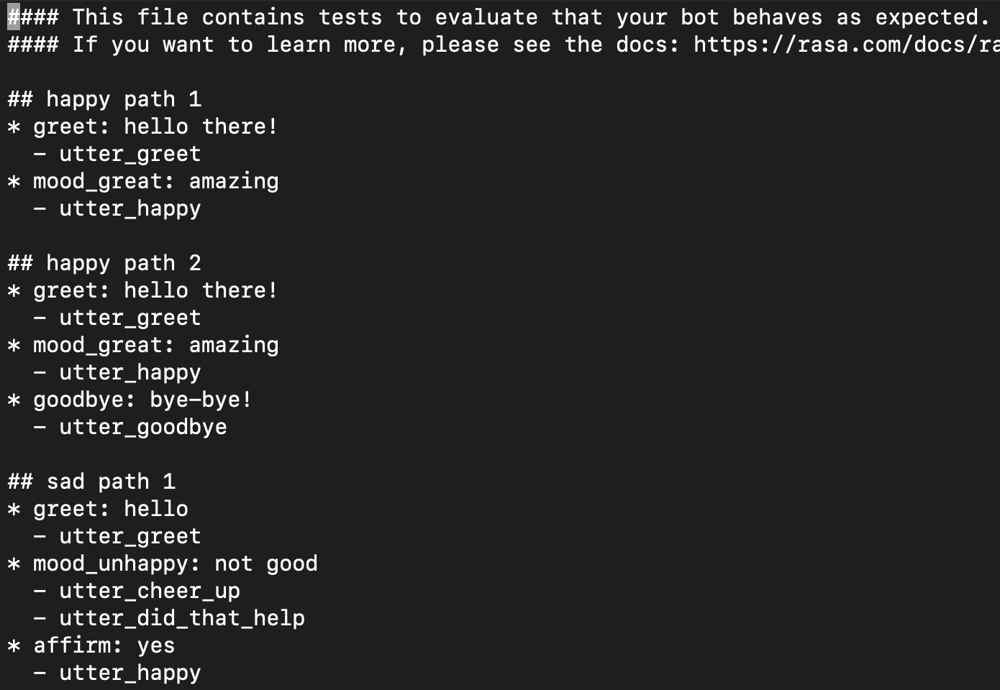 #### This file contains tests to evaluate that your bot behaves as expected.
#### If you want to learn more, please see the docs: https://rasa.com/docs/ra

## happy path 1
* greet: hello there!
  - utter_greet
* mood_great: amazing
  - utter_happy

## happy path 2
* greet: hello there!
  - utter_greet
* mood_great: amazing
  - utter_happy
* goodbye: bye-bye!
  - utter_goodbye

## sad path 1
* greet: hello
  - utter_greet
* mood_unhappy: not good
  - utter_cheer_up
  - utter_did_that_help
* affirm: yes
  - utter_happy